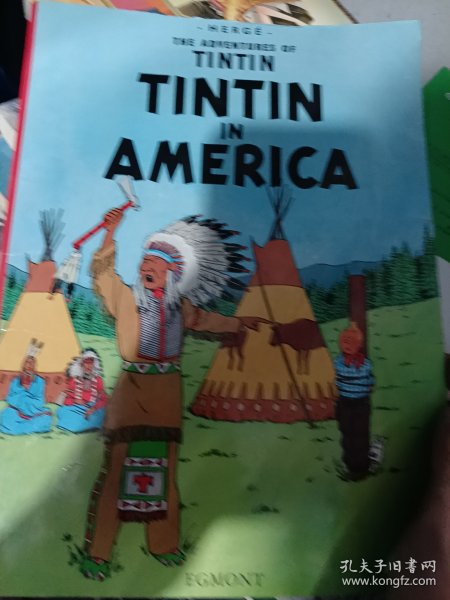 - HERGÉ -
THE ADVENTURES OF
TINTIN
TINTIN
IN
AMERICA
EGMONT
孔夫子旧书网
www.kongfz.com